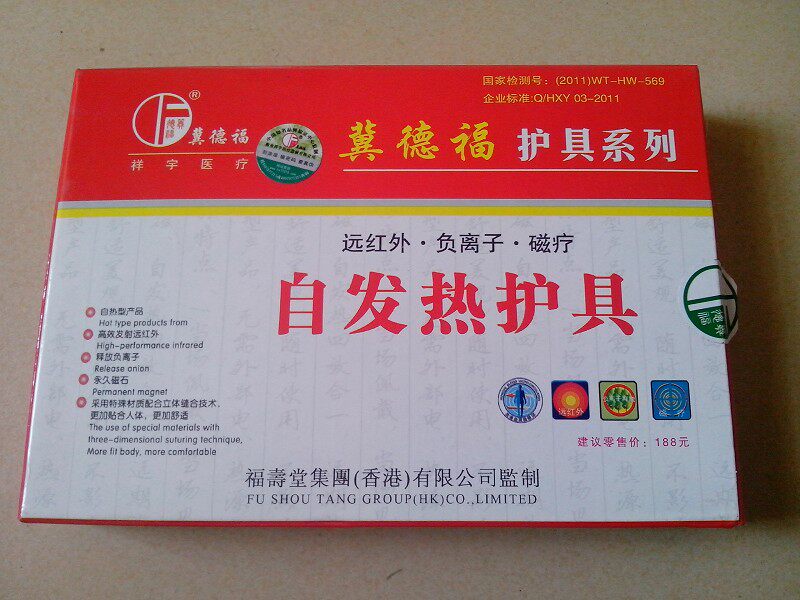 国家检测号：(2011)WT-HW-569
企业标准:Q/HXY 03-2011
®
冀德福
祥宇医疗
冀德福 护具系列
远红外·负离子·磁疗
自发热护具
自热型产品
Hot type products from
高效发射远红外
High-performance infrared
释放负离子
Release anion
永久磁石
Permanent magnet
采用特殊材质配合立体缝合技术,
更加贴合人体，更加舒适
The use of special materials with
three-dimensional suturing technique,
More fit body, more comfortable
远红外
磁疗
建议零售价：188元
福壽堂集團(香港)有限公司監制
FU SHOU TANG GROUP(HK)CO.,LIMITED